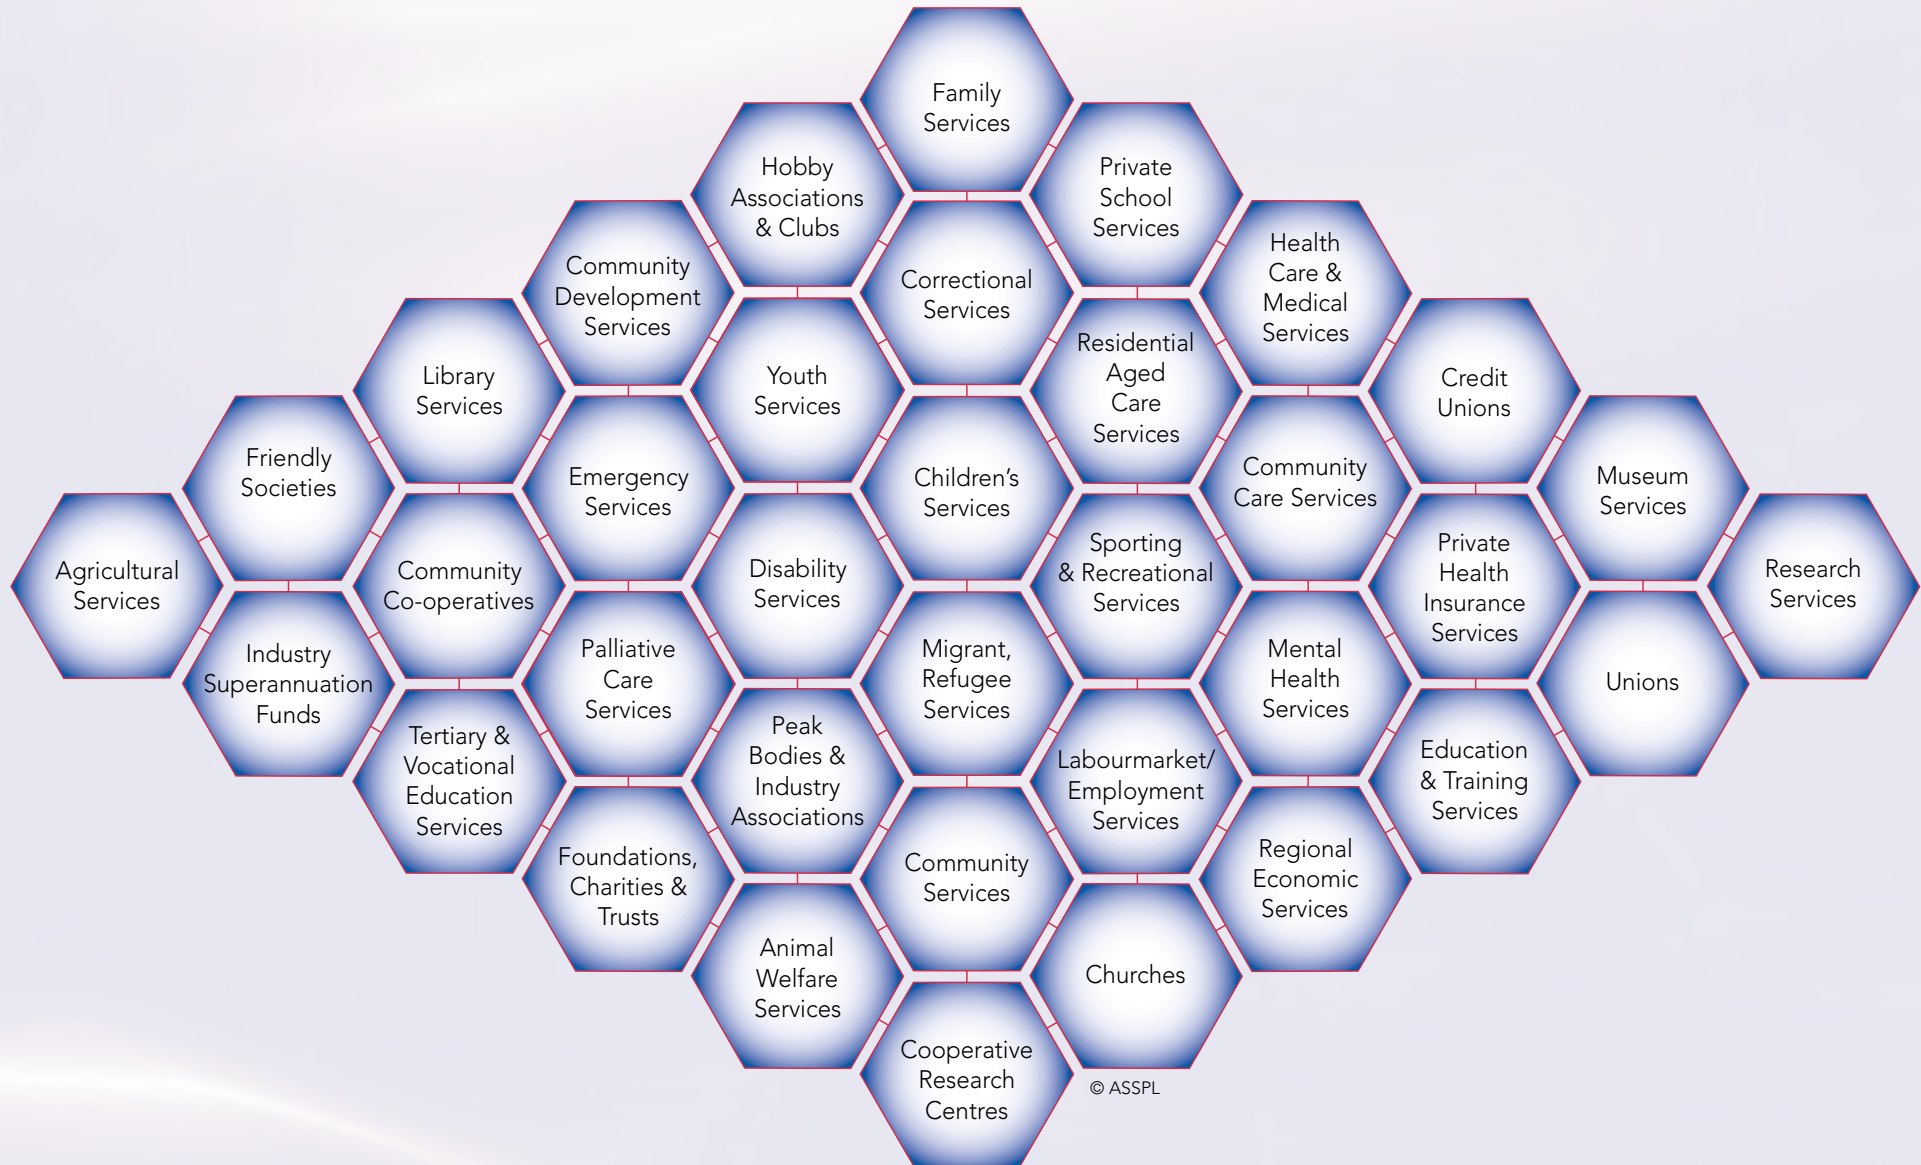 Family
Services
Hobby
Associations
& Clubs
Private
School
Services
Community
Development
Services
Correctional
Services
Health
Care &
Medical
Services
Library
Services
Youth
Services
Residential
Aged
Care
Services
Credit
Unions
Friendly
Societies
Emergency
Services
Children's
Services
Community
Care Services
Museum
Services
Agricultural
Services
Community
Co-operatives
Disability
Services
Sporting
& Recreational
Services
Private
Health
Insurance
Services
Research
Services
Industry
Superannuation
Funds
Palliative
Care
Services
Migrant,
Refugee
Services
Mental
Health
Services
Unions
Tertiary &
Vocational
Education
Services
Peak
Bodies &
Industry
Associations
Labourmarket/
Employment
Services
Education
& Training
Services
Foundations,
Charities &
Trusts
Community
Services
Regional
Economic
Services
Animal
Welfare
Services
Churches
Cooperative
Research
Centres
© ASSPL